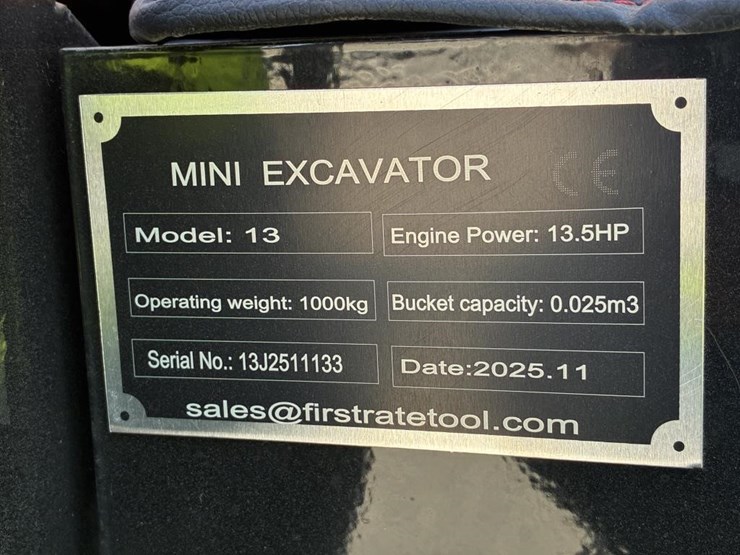 MINI EXCAVATOR CE
Model: 13
Engine Power: 13.5HP
Operating weight: 1000kg
Bucket capacity: 0.025m3
Serial No.: 13J2511133
Date:2025.11
sales@firstratetool.com